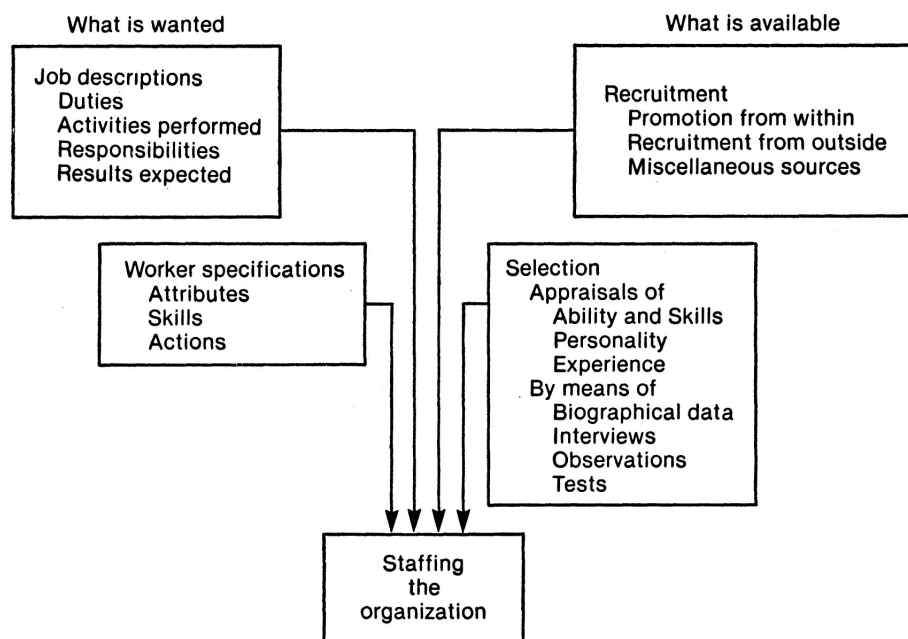 What is wanted
Job descriptions
Duties
Activities performed
Responsibilities
Results expected
Worker specifications
Attributes
Skills
Actions
What is available
Recruitment
Promotion from within
Recruitment from outside
Miscellaneous sources
Selection
Appraisals of
Ability and Skills
Personality
Experience
By means of
Biographical data
Interviews
Observations
Tests
Staffing
the
organization